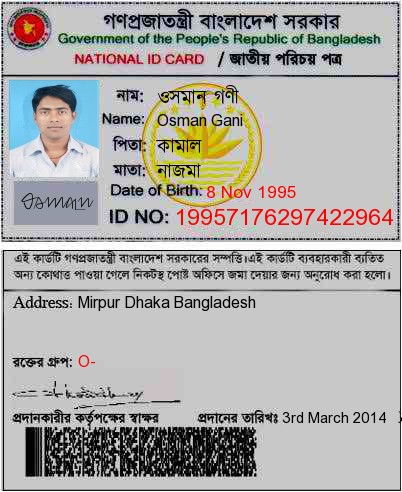 গণপ্রজাতন্ত্রী বাংলাদেশ সরকার
Government of the People's Republic of Bangladesh
NATIONAL ID CARD / জাতীয় পরিচয় পত্র
নাম: ওসমান গণী
Name: Osman Gani
পিতা: কামাল
মাতা: নাজমা
Date of Birth: 8 Nov 1995
Osman
ID NO: 19957176297422964
এই কার্ডটি গণপ্রজাতন্ত্রী বাংলাদেশ সরকারের সম্পত্তি।এই কার্ডটি ব্যবহারকারী ব্যতিত
অন্য কোথাও পাওয়া গেলে নিকটস্থ পোষ্ট অফিসে জমা দেয়ার জন্য অনুরোধ করা হলো।
Address: Mirpur Dhaka Bangladesh
রক্তের গ্রুপ: O-
প্রদানকারীর কর্তৃপক্ষের স্বাক্ষর প্রদানের তারিখঃ 3rd March 2014